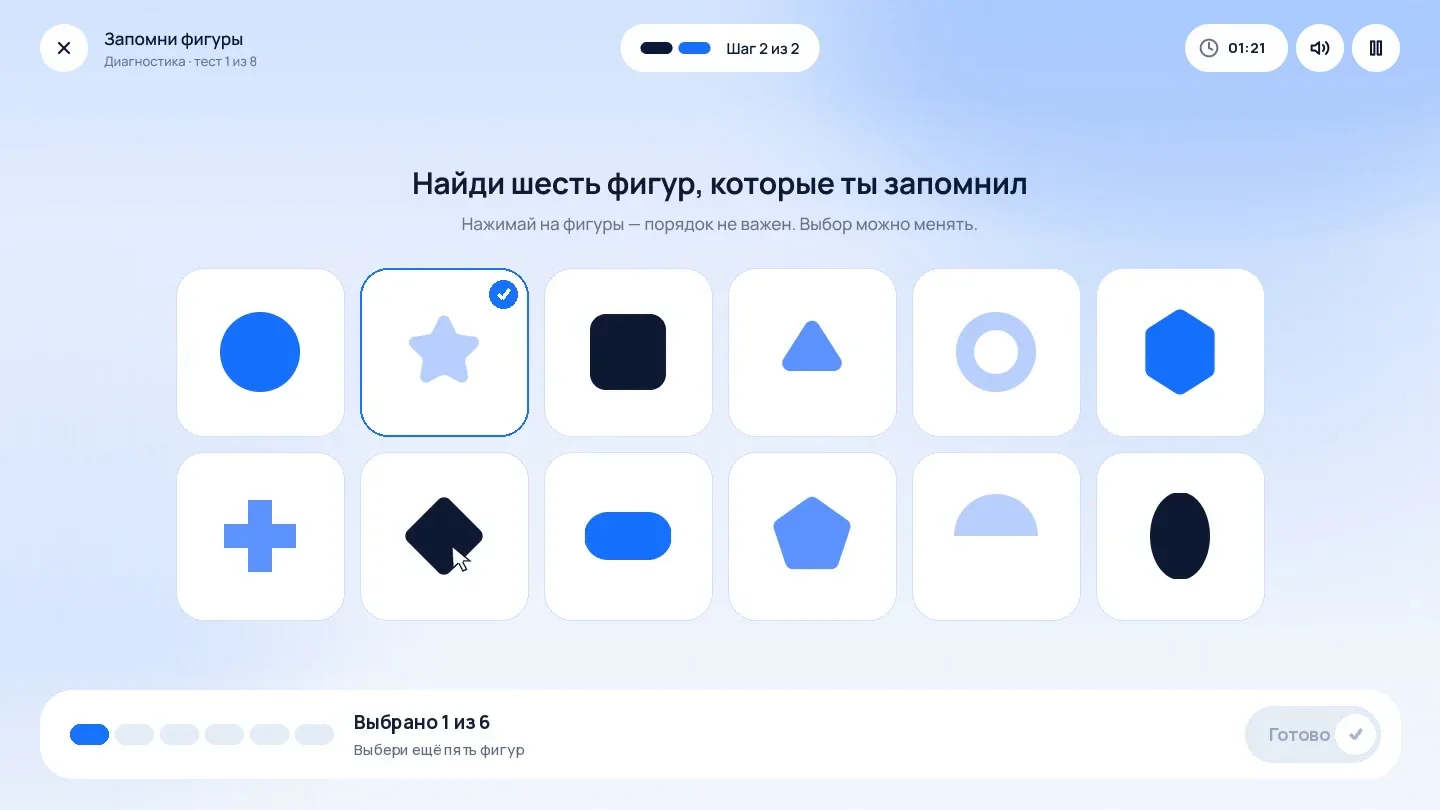 Запомни фигуры
Диагностика · тест 1 из 8
Шаг 2 из 2
01:21
Найди шесть фигур, которые ты запомнил
Нажимай на фигуры — порядок не важен. Выбор можно менять.
Выбрано 1 из 6
Выбери ещё пять фигур
Готово